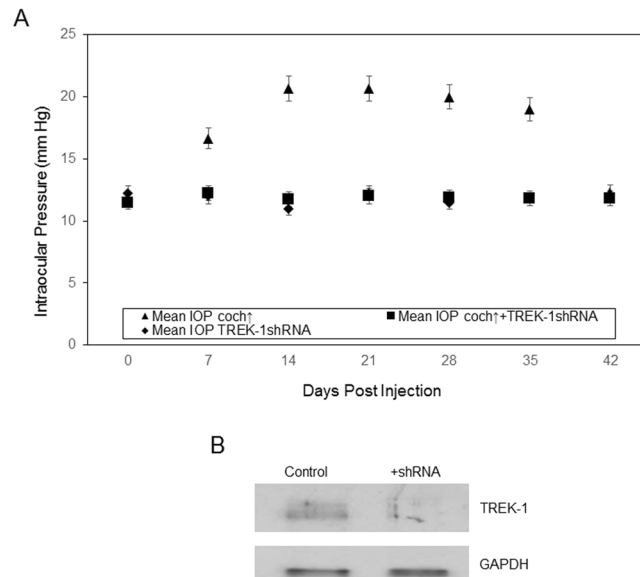 A
25
20
15
10
5
0
Intraocular Pressure (mm Hg)
Mean IOP coch↑
Mean IOP coch↑+TREK-1shRNA
Mean IOP TREK-1shRNA
0 7 14 21 28 35 42
Days Post Injection
B
Control +shRNA
TREK-1
GAPDH